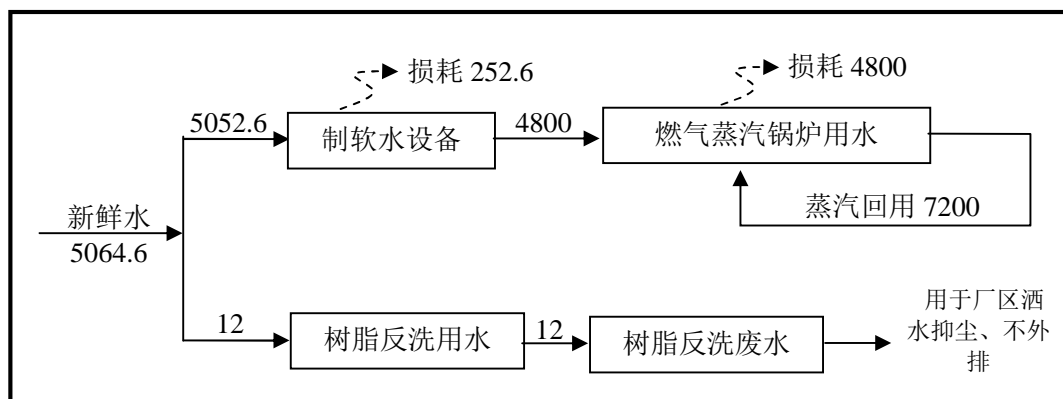 损耗 252.6
损耗 4800
5052.6
制软水设备
4800
燃气蒸汽锅炉用水
蒸汽回用 7200
新鲜水
5064.6
12
树脂反洗用水
12
树脂反洗废水
用于厂区洒
水抑尘、不外
排